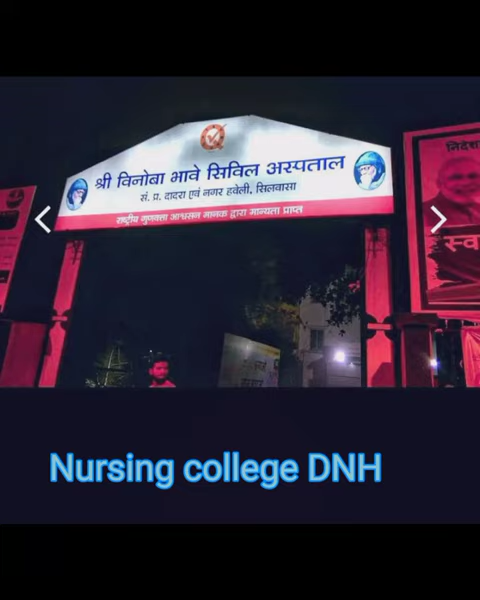 श्री विनोबा भावे सिविल अस्पताल
सं. प्र. दादरा एवं नगर हवेली, सिलवासा
राष्ट्रीय गुणवत्ता आश्वासन मानक द्वारा मान्यता प्राप्त
निदेश
स्व
Nursing college DNH